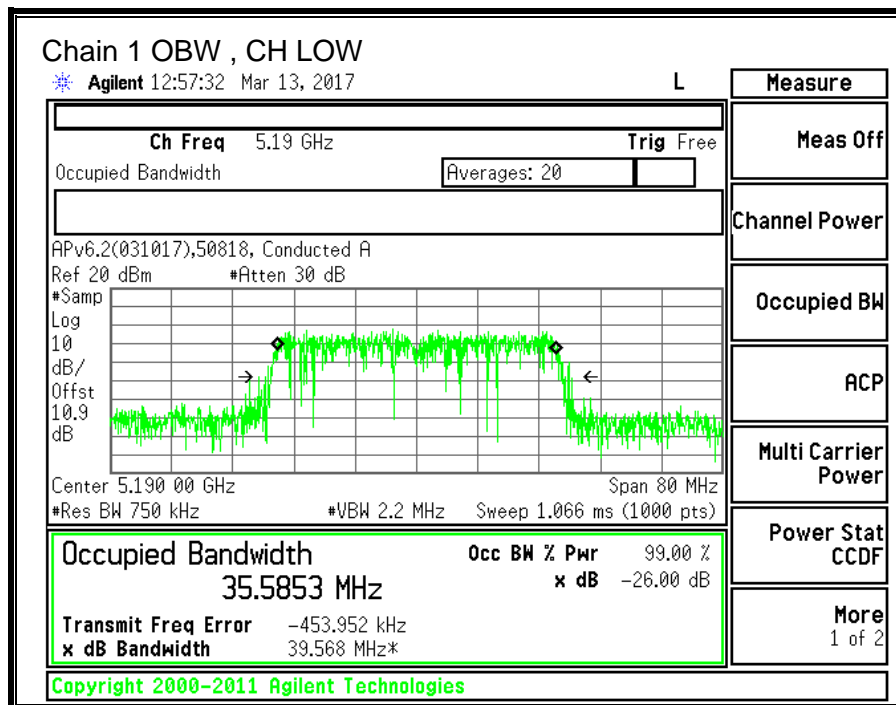 Chain 1 OBW , CH LOW
Agilent 12:57:32 Mar 13, 2017 L
Measure
Ch Freq 5.19 GHz Trig Free
Occupied Bandwidth Averages: 20
APv6.2(031017),50818, Conducted A
Ref 20 dBm #Atten 30 dB
#Samp
Log
10
dB/
Offst
10.9
dB
Center 5.190 00 GHz Span 80 MHz
#Res BW 750 kHz #VBW 2.2 MHz Sweep 1.066 ms (1000 pts)
Occupied Bandwidth Occ BW % Pwr 99.00 %
35.5853 MHz x dB -26.00 dB
Transmit Freq Error -453.952 kHz
x dB Bandwidth 39.568 MHz*
Copyright 2000-2011 Agilent Technologies
Meas Off
Channel Power
Occupied BW
ACP
Multi Carrier
Power
Power Stat
CCDF
More
1 of 2